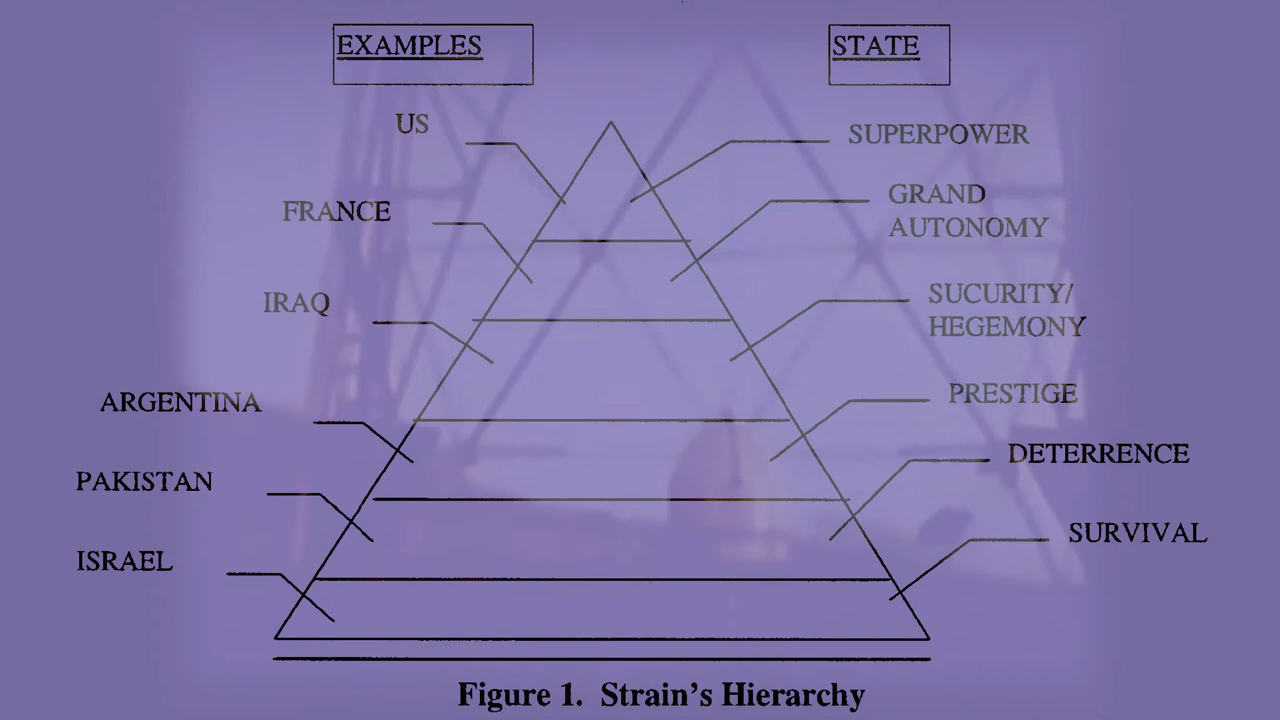 EXAMPLES
STATE
US
SUPERPOWER
FRANCE
GRAND
AUTONOMY
IRAQ
SUCURITY/
HEGEMONY
ARGENTINA
PRESTIGE
PAKISTAN
DETERRENCE
ISRAEL
SURVIVAL
Figure 1. Strain's Hierarchy